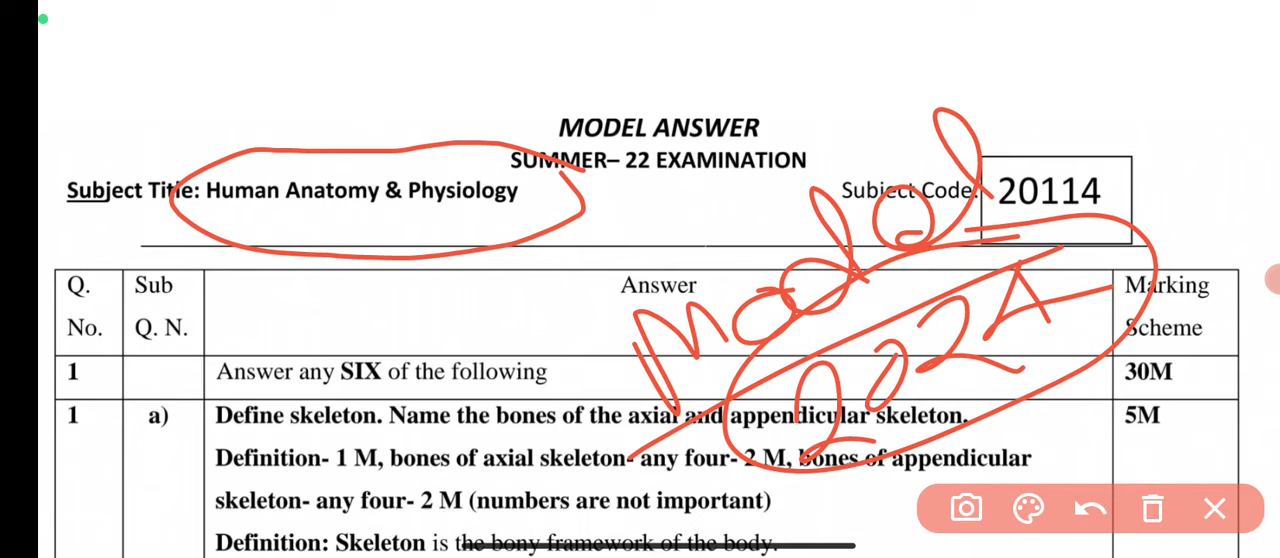 MODEL ANSWER
SUMMER– 22 EXAMINATION
Subject Title: Human Anatomy & Physiology Subject Code: 20114
Model
2022A
Q. No. Sub Q. N. Answer Marking Scheme
1 Answer any SIX of the following 30M
1 a) Define skeleton. Name the bones of the axial and appendicular skeleton. 5M
Definition- 1 M, bones of axial skeleton- any four- 2 M, bones of appendicular
skeleton- any four- 2 M (numbers are not important)
Definition: Skeleton is the bony framework of the body.